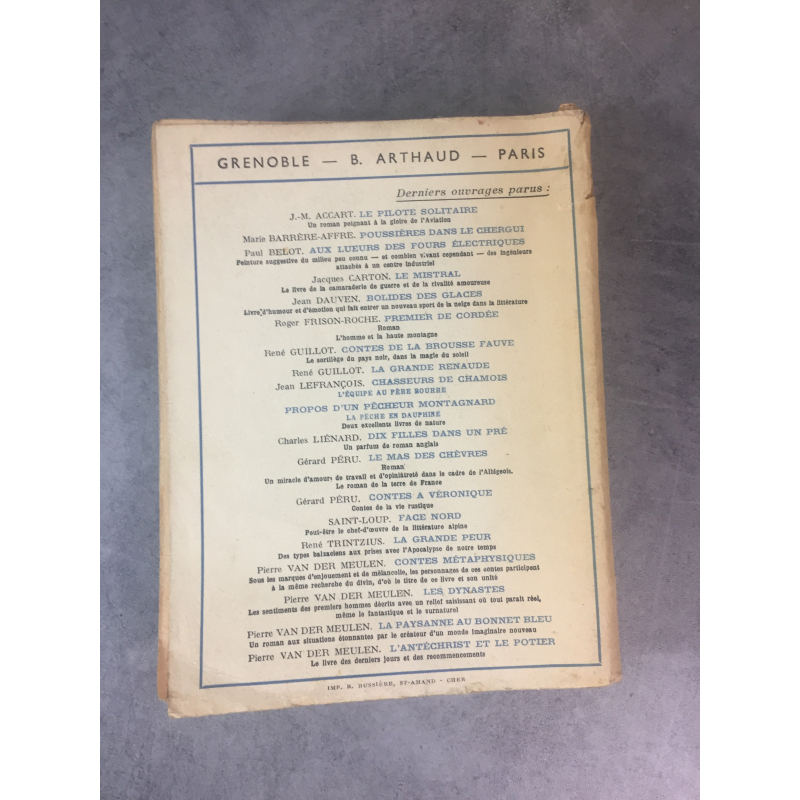 GRENOBLE — B. ARTHAUD — PARIS
Derniers ouvrages parus :
J.-M. ACCART. LE PILOTE SOLITAIRE
Un roman poignant à la gloire de l'Aviation
Marie BARRÈRE-AFFRE. POUSSIÈRES DANS LE CHERGUI
Paul BELOT. AUX LUEURS DES FOURS ÉLECTRIQUES
Peinture suggestive du milieu peu connu — et combien vivant cependant — des ingénieurs
attachés à un centre industriel
Jacques CARTON. LE MISTRAL
Le livre de la camaraderie de guerre et de la rivalité amoureuse
Jean DAUVEN. BOLIDES DES GLACES
Livre d'humour et d'émotion qui fait entrer un nouveau sport de la neige dans la littérature
Roger FRISON-ROCHE. PREMIER DE CORDÉE
Roman
L'homme et la haute montagne
René GUILLOT. CONTES DE LA BROUSSE FAUVE
Le sortilège du pays noir, dans la magie du soleil
René GUILLOT. LA GRANDE RENAUDE
Jean LEFRANÇOIS. CHASSEURS DE CHAMOIS
L'ÉQUIPE AU PÈRE BOURRE
PROPOS D'UN PÊCHEUR MONTAGNARD
LA PÊCHE EN DAUPHINÉ
Deux excellents livres de nature
Charles LIÉNARD. DIX FILLES DANS UN PRÉ
Un parfum de roman anglais
Gérard PÉRU. LE MAS DES CHÈVRES
Roman
Un miracle d'amour, de travail et d'opiniâtreté dans le cadre de l'Altégeois.
Le roman de la terre de France
Gérard PÉRU. CONTES A VÉRONIQUE
Contes de la vie rustique
SAINT-LOUP. FACE NORD
Peut-être le chef-d'œuvre de la littérature alpine
René TRINTZIUS. LA GRANDE PEUR
Des types balzaciens aux prises avec l'Apocalypse de notre temps
Pierre VAN DER MEULEN. CONTES MÉTAPHYSIQUES
Sous les marques d'enjouement et de mélancolie, les personnages de ces contes participent
à la même recherche du divin, d'où le titre de ce livre et son unité
Pierre VAN DER MEULEN. LES DYNASTES
Les sentiments des premiers hommes décrits avec un relief saisissant où tout paraît réel,
même le fantastique et le surnaturel
Pierre VAN DER MEULEN. LA PAYSANNE AU BONNET BLEU
Un roman aux situations étonnantes par le créateur d'un monde imaginaire nouveau
Pierre VAN DER MEULEN. L'ANTÉCHRIST ET LE POTIER
Le livre des derniers jours et des recommencements
IMP. R. BUSSIÈRE, ST-AMAND - CHER